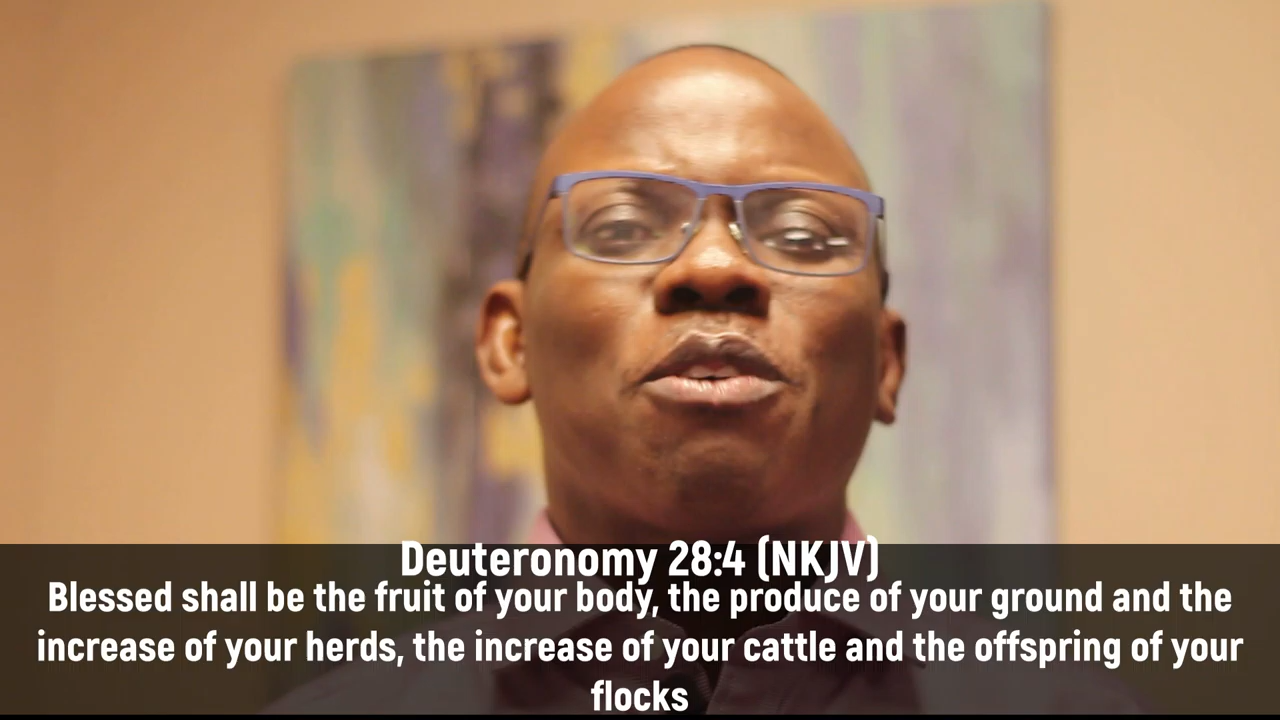 Deuteronomy 28:4 (NKJV)
Blessed shall be the fruit of your body, the produce of your ground and the
increase of your herds, the increase of your cattle and the offspring of your
flocks